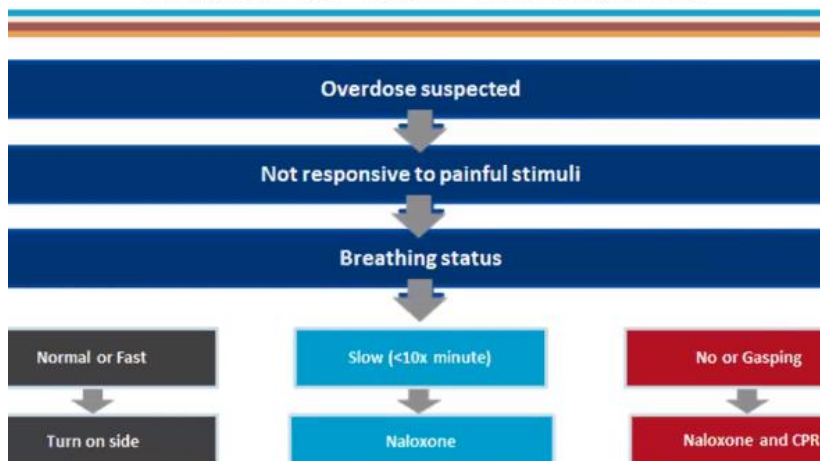 Overdose suspected
Not responsive to painful stimuli
Breathing status
Normal or Fast
Slow (<10x minute)
No or Gasping
Turn on side
Naloxone
Naloxone and CPR